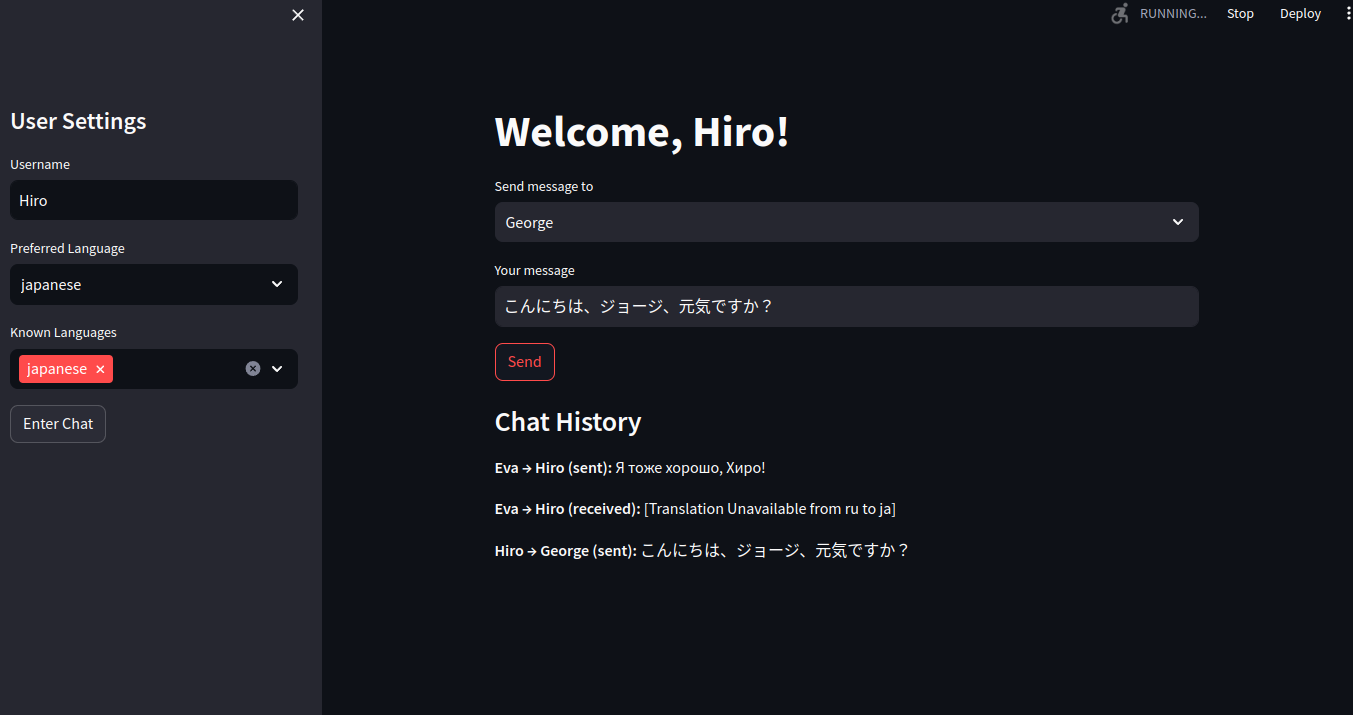 RUNNING... Stop Deploy
User Settings
Username
Hiro
Preferred Language
japanese
Known Languages
japanese
Enter Chat
Welcome, Hiro!
Send message to
George
Your message
こんにちは、ジョージ、元気ですか？
Send
Chat History
Eva → Hiro (sent): Я тоже хорошо, Хиро!
Eva → Hiro (received): [Translation Unavailable from ru to ja]
Hiro → George (sent): こんにちは、ジョージ、元気ですか？